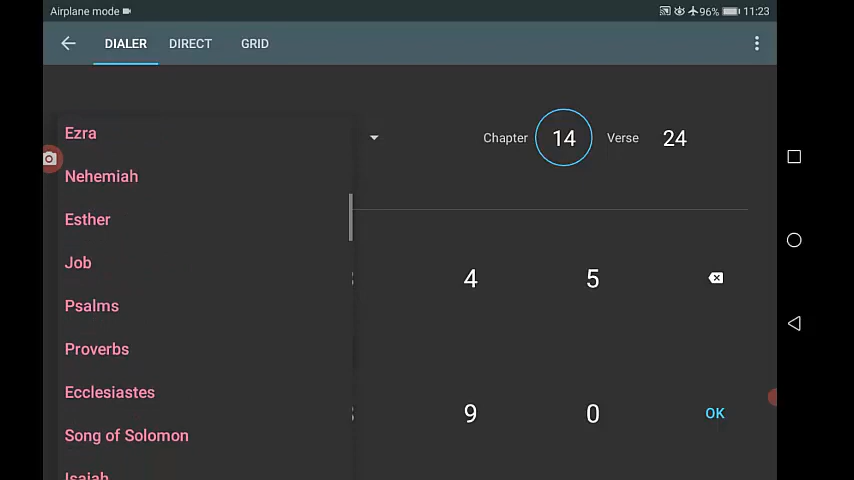 Airplane mode
96%
11:23
DIALER
DIRECT
GRID
Chapter 14 Verse 24
Ezra
Nehemiah
Esther
Job
Psalms
Proverbs
Ecclesiastes
Song of Solomon
Isaiah
4 5
9 0 OK